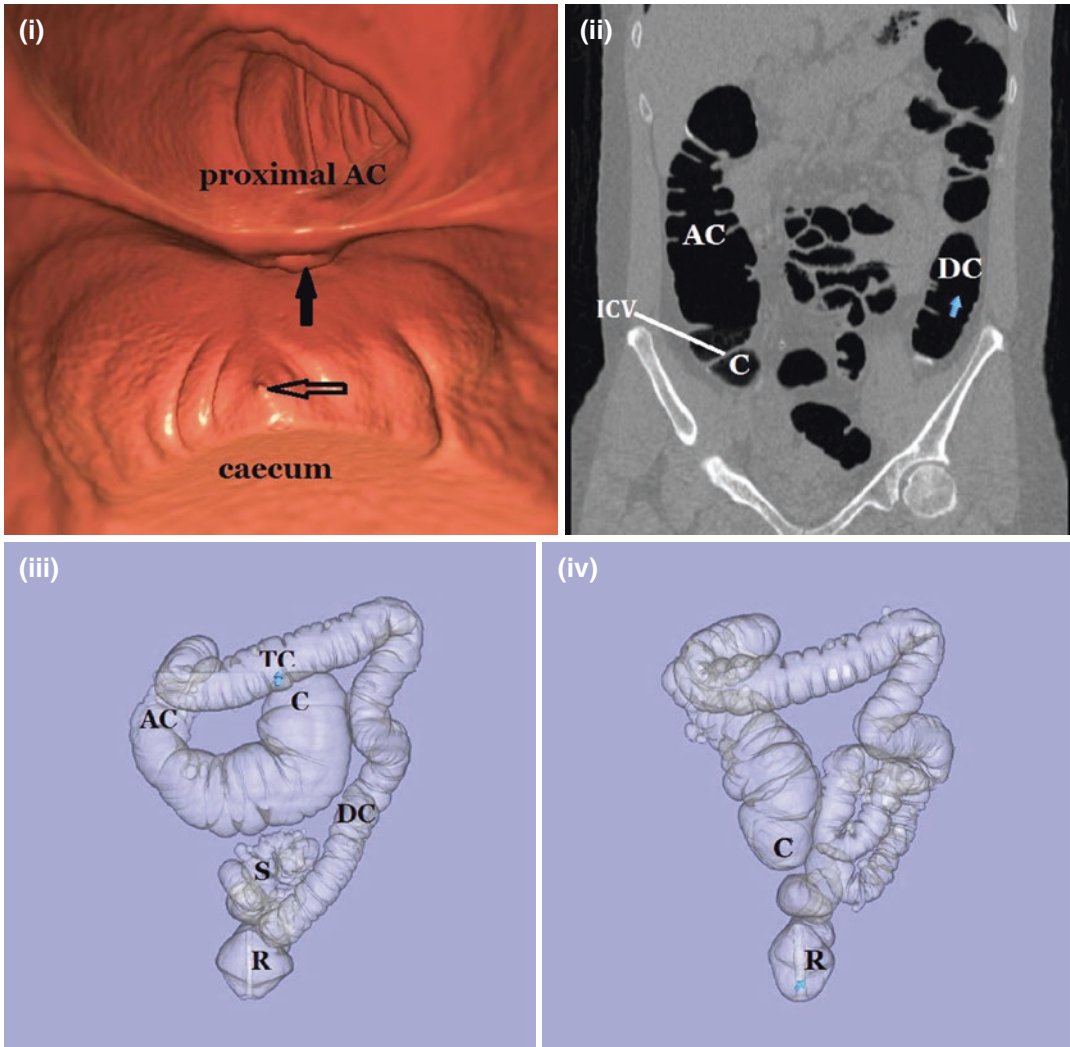 (i)
proximal AC
caecum
(ii)
AC
DC
ICV
C
(iii)
TC
C
AC
DC
S
R
(iv)
C
R